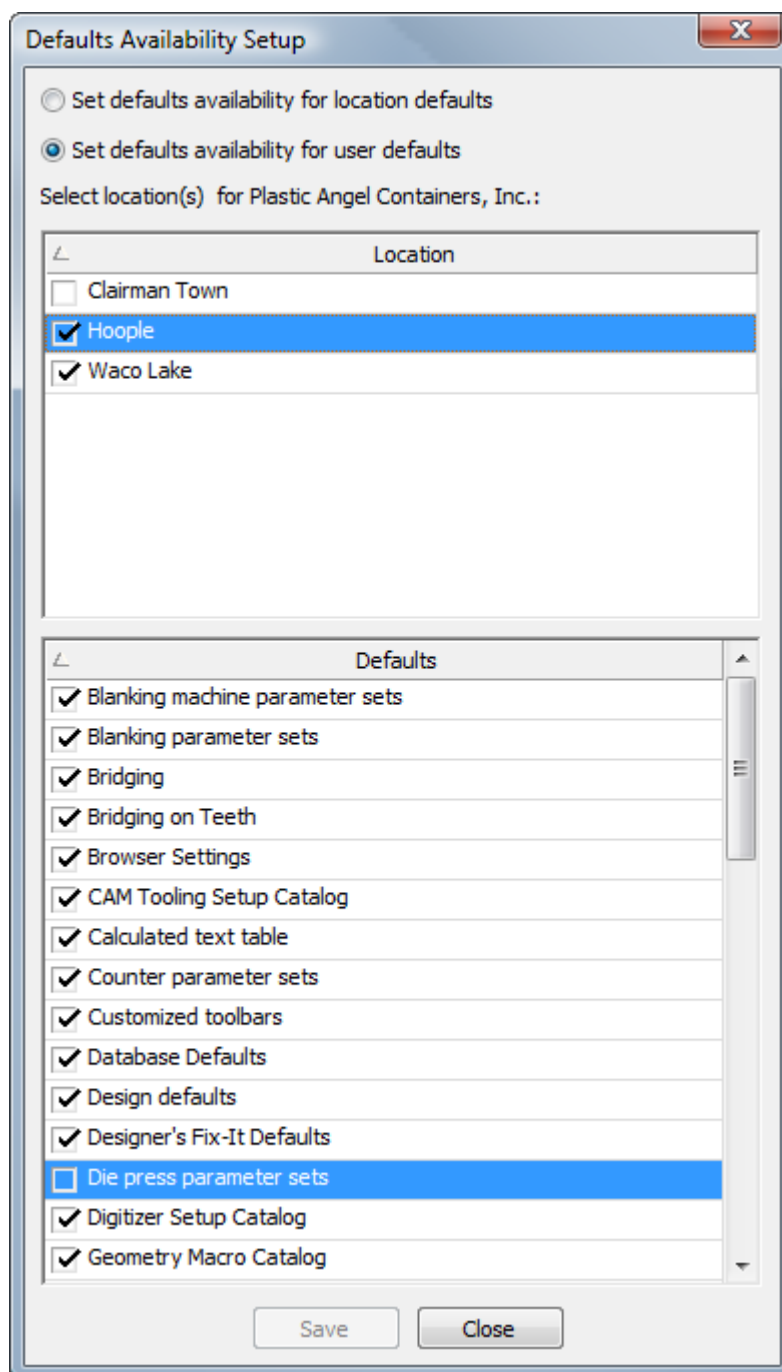 Defaults Availability Setup
Set defaults availability for location defaults
Set defaults availability for user defaults
Select location(s)  for Plastic Angel Containers, Inc.:
Location
Clairman Town
Hoople
Waco Lake
Defaults
Blanking machine parameter sets
Blanking parameter sets
Bridging
Bridging on Teeth
Browser Settings
CAM Tooling Setup Catalog
Calculated text table
Counter parameter sets
Customized toolbars
Database Defaults
Design defaults
Designer's Fix-It Defaults
Die press parameter sets
Digitizer Setup Catalog
Geometry Macro Catalog
Save Close